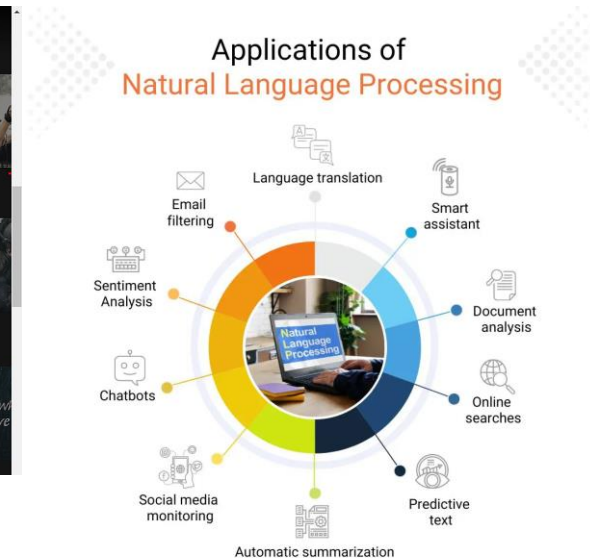 Applications of
Natural Language Processing
Language translation
Smart
assistant
Document
analysis
Online
searches
Predictive
text
Automatic summarization
Social media
monitoring
Chatbots
Sentiment
Analysis
Email
filtering
Natural
Language
Processing